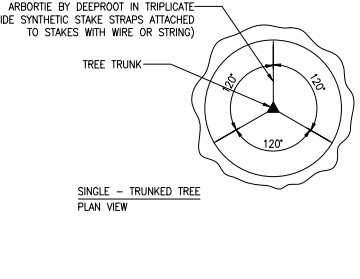 ARBORTIE BY DEEPROOT IN TRIPLICATE
IDE SYNTHETIC STAKE STRAPS ATTACHED
TO STAKES WITH WIRE OR STRING)
TREE TRUNK
120°
120°
120°
SINGLE - TRUNKED TREE
PLAN VIEW